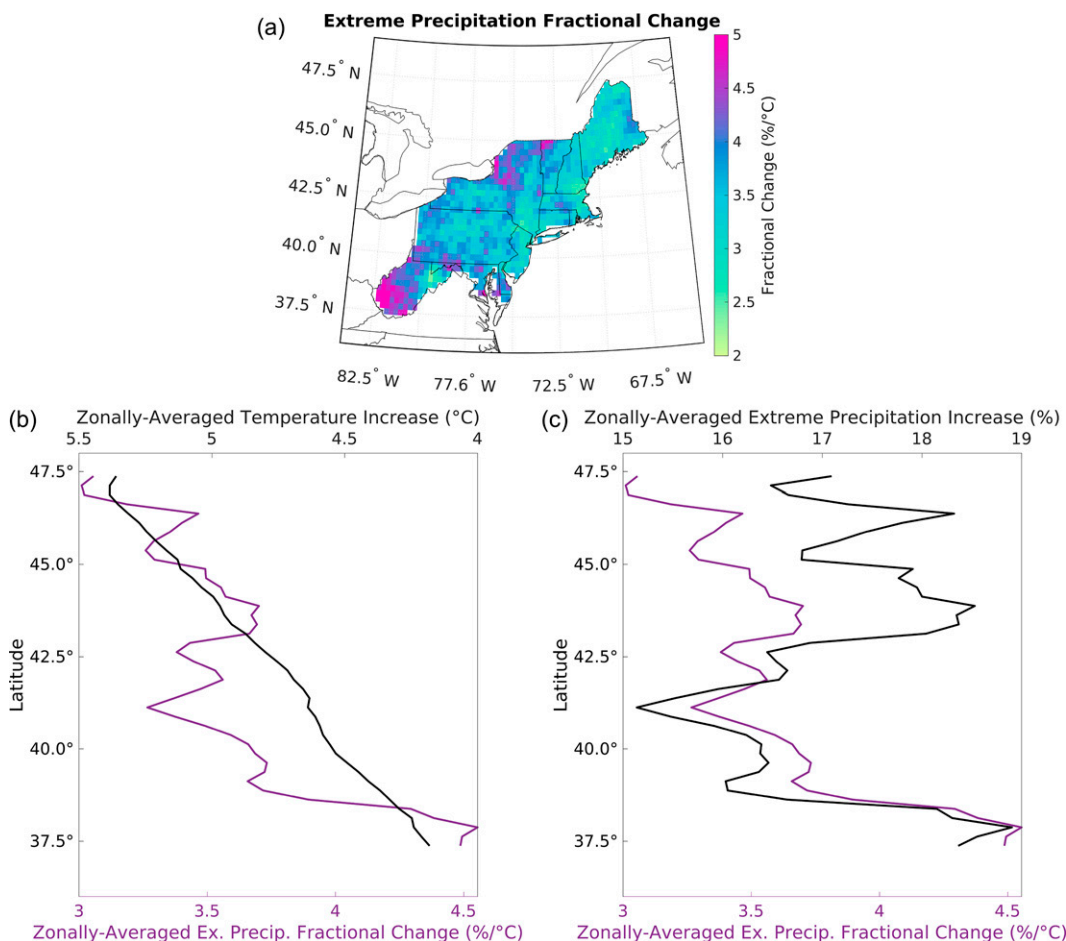 (a)
Extreme Precipitation Fractional Change
47.5° N
45.0° N
42.5° N
40.0° N
37.5° N
82.5° W
77.6° W
72.5° W
67.5° W
5
4.5
4
3.5
3
2.5
2
Fractional Change (%/°C)
(b)
Zonally-Averaged Temperature Increase (°C)
5.5
5
4.5
4
47.5°
45.0°
42.5°
40.0°
37.5°
Latitude
3
3.5
4
4.5
Zonally-Averaged Ex. Precip. Fractional Change (%/°C)
(c)
Zonally-Averaged Extreme Precipitation Increase (%)
15
16
17
18
19
47.5°
45.0°
42.5°
40.0°
37.5°
Latitude
3
3.5
4
4.5
Zonally-Averaged Ex. Precip. Fractional Change (%/°C)